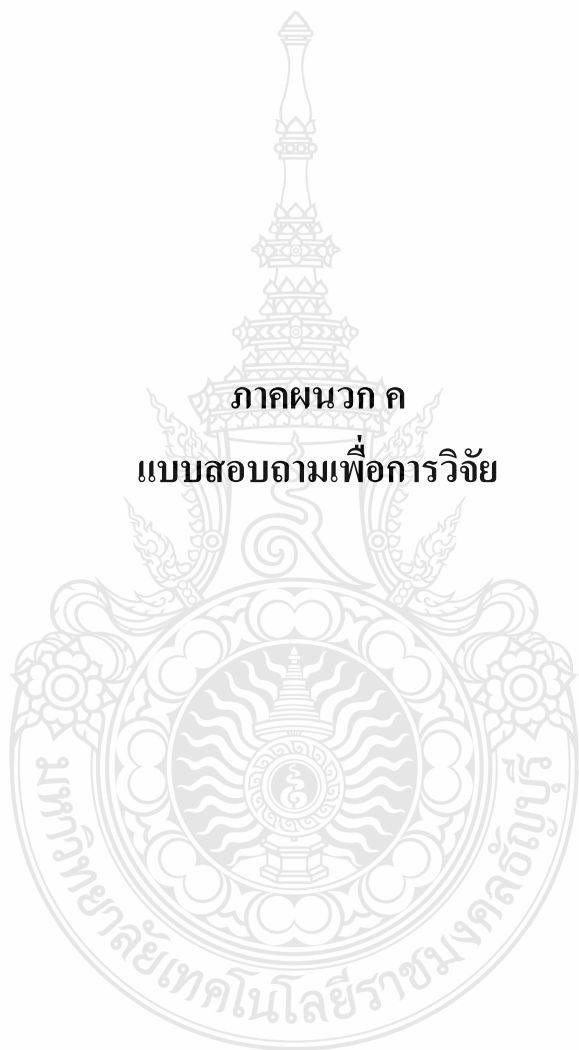 ภาคผนวก ค
แบบสอบถามเพื่อการวิจัย
มหาวิทยาลัยเทคโนโลยีราชมงคลธัญบุรี